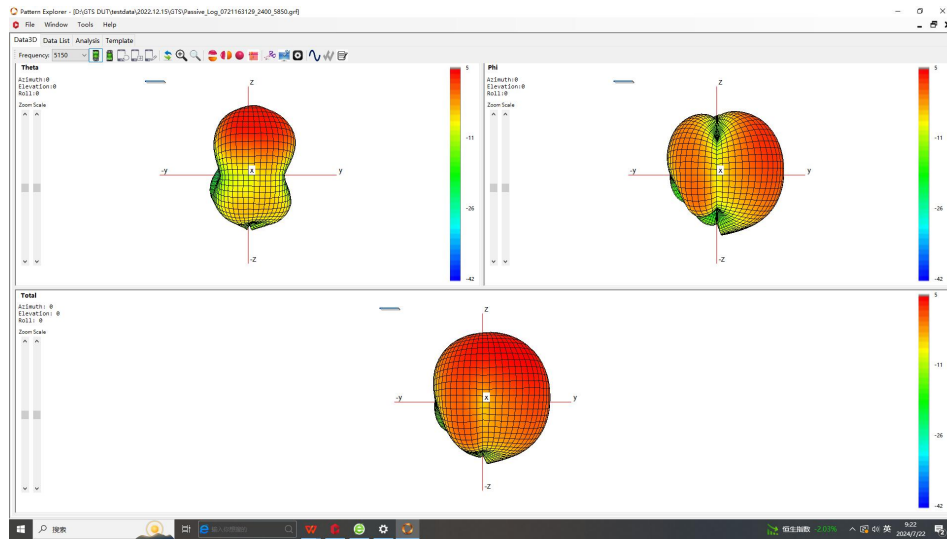 Pattern Explorer - [D:\GTS DUT\testdata\2022.12.15\GTS\Passive_Log_0721163129_2400_5850.grf]
File Window Tools Help
Data3D Data List Analysis Template
Frequency: 5150
Theta
Azimuth:0
Elevation:0
Roll:0
Zoom Scale
Z
-y
X
y
-Z
5
-11
-26
-42
Phi
Azimuth:0
Elevation:0
Roll:0
Zoom Scale
Z
-y
X
y
-Z
5
-11
-26
-42
Total
Azimuth: 0
Elevation: 0
Roll: 0
Zoom Scale
Z
-y
X
y
-Z
5
-11
-26
-42
搜索
恒生指数 -2.03%
英
9:22
2024/7/22